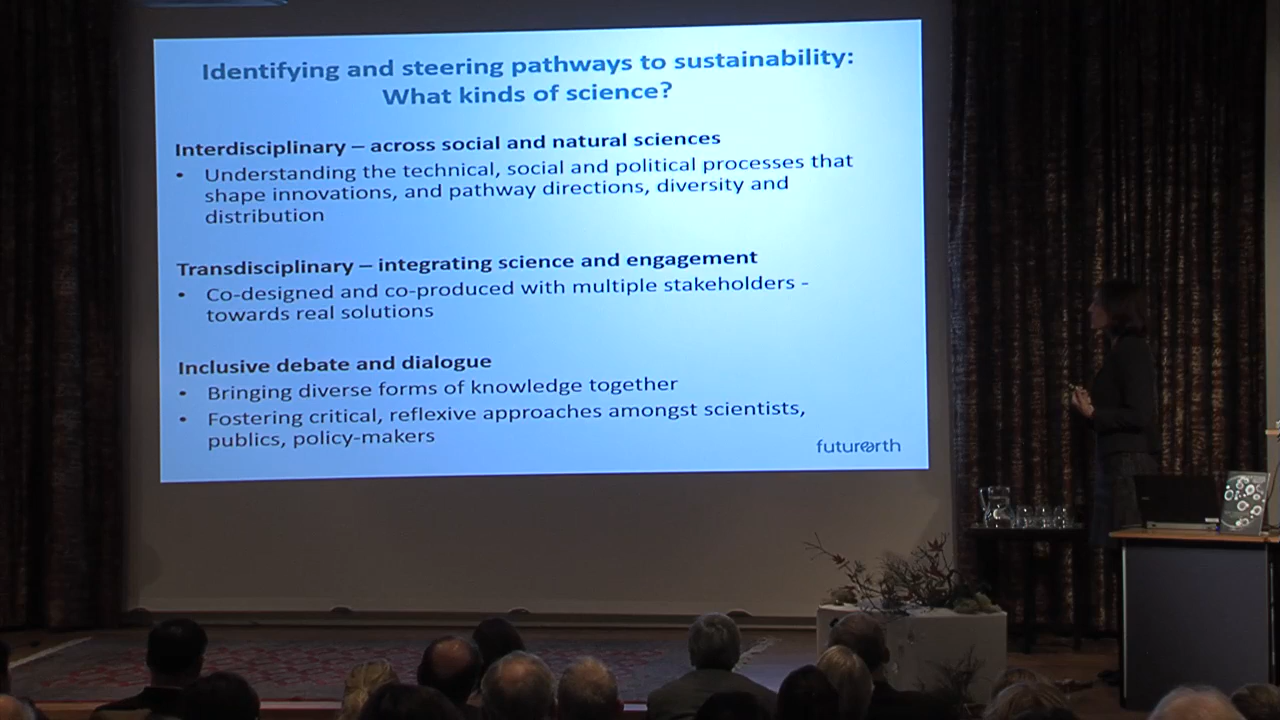 Identifying and steering pathways to sustainability:
What kinds of science?
Interdisciplinary – across social and natural sciences
• Understanding the technical, social and political processes that
shape innovations, and pathway directions, diversity and
distribution
Transdisciplinary – integrating science and engagement
• Co-designed and co-produced with multiple stakeholders -
towards real solutions
Inclusive debate and dialogue
• Bringing diverse forms of knowledge together
• Fostering critical, reflexive approaches amongst scientists,
publics, policy-makers
futurearth